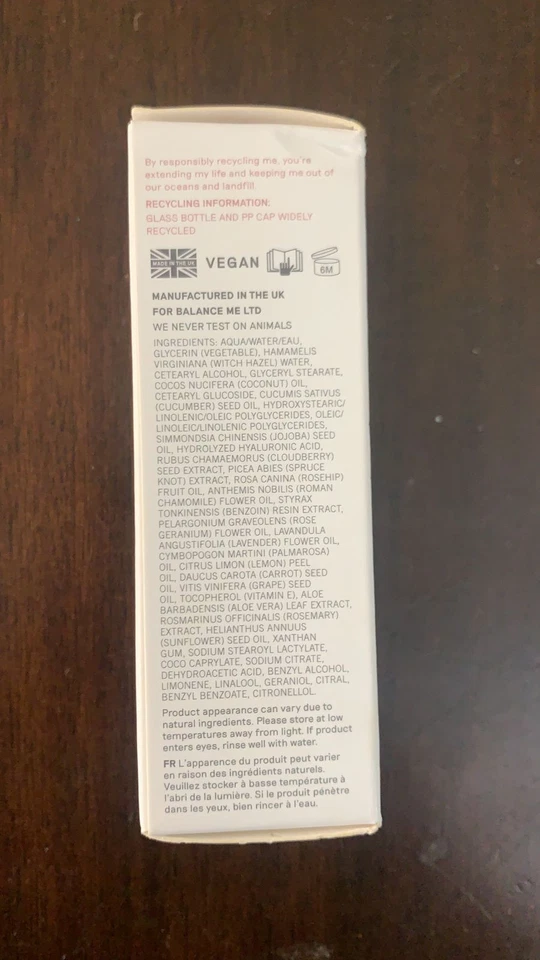 By responsibly recycling me, you're
extending my life and keeping me out of
our oceans and landfill
RECYCLING INFORMATION:
GLASS BOTTLE AND PP CAP WIDELY
RECYCLED
MADE IN THE UK
VEGAN
6M
MANUFACTURED IN THE UK
FOR BALANCE ME LTD
WE NEVER TEST ON ANIMALS
INGREDIENTS: AQUA/WATER/EAU,
GLYCERIN (VEGETABLE), HAMAMELIS
VIRGINIANA (WITCH HAZEL) WATER,
CETEARYL ALCOHOL, GLYCERYL STEARATE,
COCOS NUCIFERA (COCONUT) OIL,
CETEARYL GLUCOSIDE, CUCUMIS SATIVUS
(CUCUMBER) SEED OIL, HYDROXYSTEARIC/
LINOLENIC/OLEIC POLYGLYCERIDES, OLEIC/
LINOLEIC/LINOLENIC POLYGLYCERIDES,
SIMMONDSIA CHINENSIS (JOJOBA) SEED
OIL, HYDROLYZED HYALURONIC ACID,
RUBUS CHAMAEMORUS (CLOUDBERRY)
SEED EXTRACT, PICEA ABIES (SPRUCE
KNOT) EXTRACT, ROSA CANINA (ROSEHIP)
FRUIT OIL, ANTHEMIS NOBILIS (ROMAN
CHAMOMILE) FLOWER OIL, STYRAX
TONKINENSIS (BENZOIN) RESIN EXTRACT,
PELARGONIUM GRAVEOLENS (ROSE
GERANIUM) FLOWER OIL, LAVANDULA
ANGUSTIFOLIA (LAVENDER) FLOWER OIL,
CYMBOPOGON MARTINI (PALMAROSA)
OIL, CITRUS LIMON (LEMON) PEEL
OIL, DAUCUS CAROTA (CARROT) SEED
OIL, VITIS VINIFERA (GRAPE) SEED
OIL, TOCOPHEROL (VITAMIN E), ALOE
BARBADENSIS (ALOE VERA) LEAF EXTRACT,
ROSMARINUS OFFICINALIS (ROSEMARY)
EXTRACT, HELIANTHUS ANNUUS
(SUNFLOWER) SEED OIL, XANTHAN
GUM, SODIUM STEAROYL LACTYLATE,
COCO CAPRYLATE, SODIUM CITRATE,
DEHYDROACETIC ACID, BENZYL ALCOHOL,
LIMONENE, LINALOOL, GERANIOL, CITRAL,
BENZYL BENZOATE, CITRONELLOL.
Product appearance can vary due to
natural ingredients. Please store at low
temperatures away from light. If product
enters eyes, rinse well with water.
FR L'apparence du produit peut varier
en raison des ingrédients naturels.
Veuillez stocker à basse température à
l'abri de la lumière. Si le produit pénètre
dans les yeux, bien rincer à l'eau.